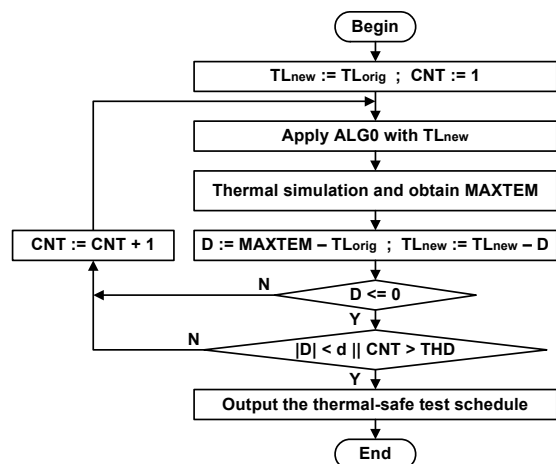 Begin
TLnew := TLorig ; CNT := 1
Apply ALG0 with TLnew
Thermal simulation and obtain MAXTEM
CNT := CNT + 1
D := MAXTEM – TLorig ; TLnew := TLnew – D
N
D <= 0
Y
N
|D| < d || CNT > THD
Y
Output the thermal-safe test schedule
End